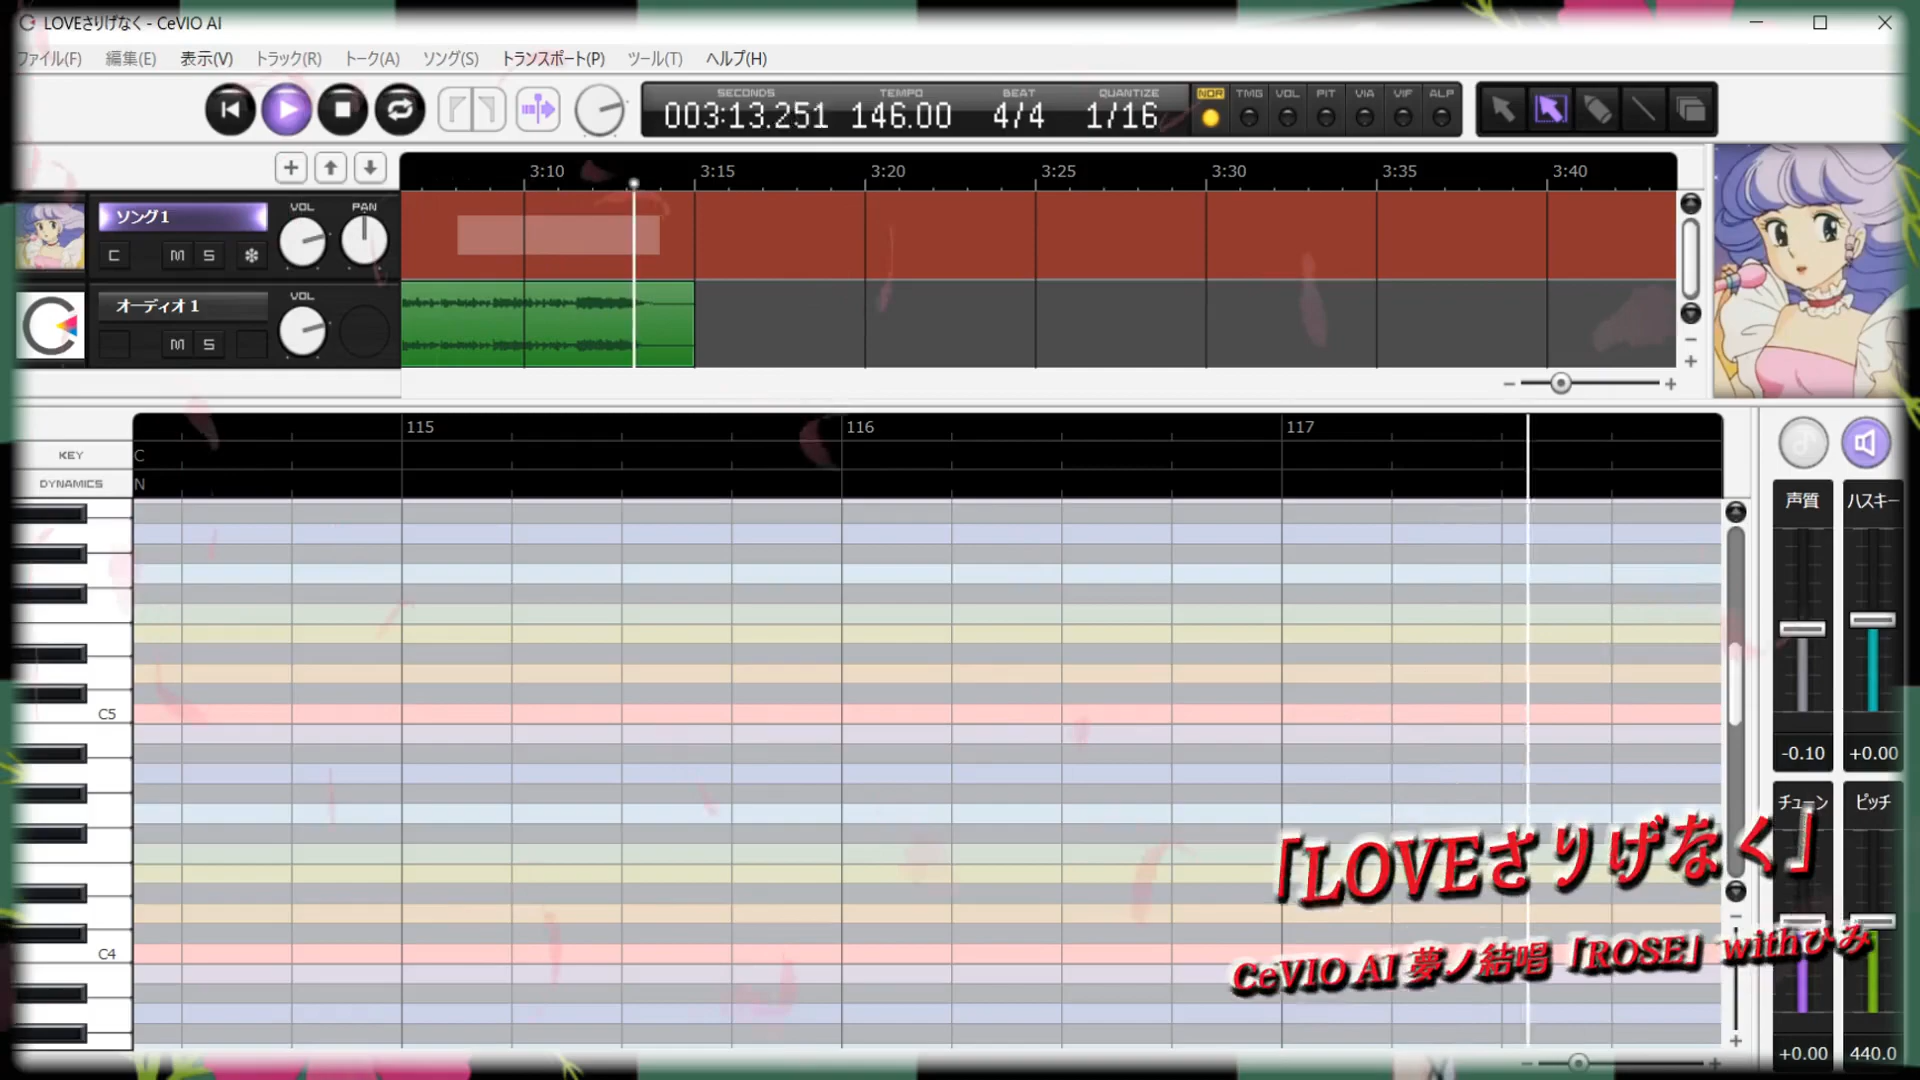 LOVEさりげなく - CeVIO AI
ファイル(F) 編集(E) 表示(V) トラック(R) トーク(A) ソング(S) トランスポート(P) ツール(T) ヘルプ(H)
SECONDS TEMPO BEAT QUANTIZE NOR TMG VOL PIT VIA VIF ALP
003:13.251 146.00 4/4 1/16
3:10 3:15 3:20 3:25 3:30 3:35 3:40
ソング1 VOL PAN
C M S
オーディオ1 VOL
M S
115 116 117
KEY C
DYNAMICS N
声質 ハスキー
C5
-0.10 +0.00
チューン ピッチ
「LOVEさりげなく」
C4
CeVIO AI 夢ノ結唱「ROSE」withひみ
+0.00 440.0